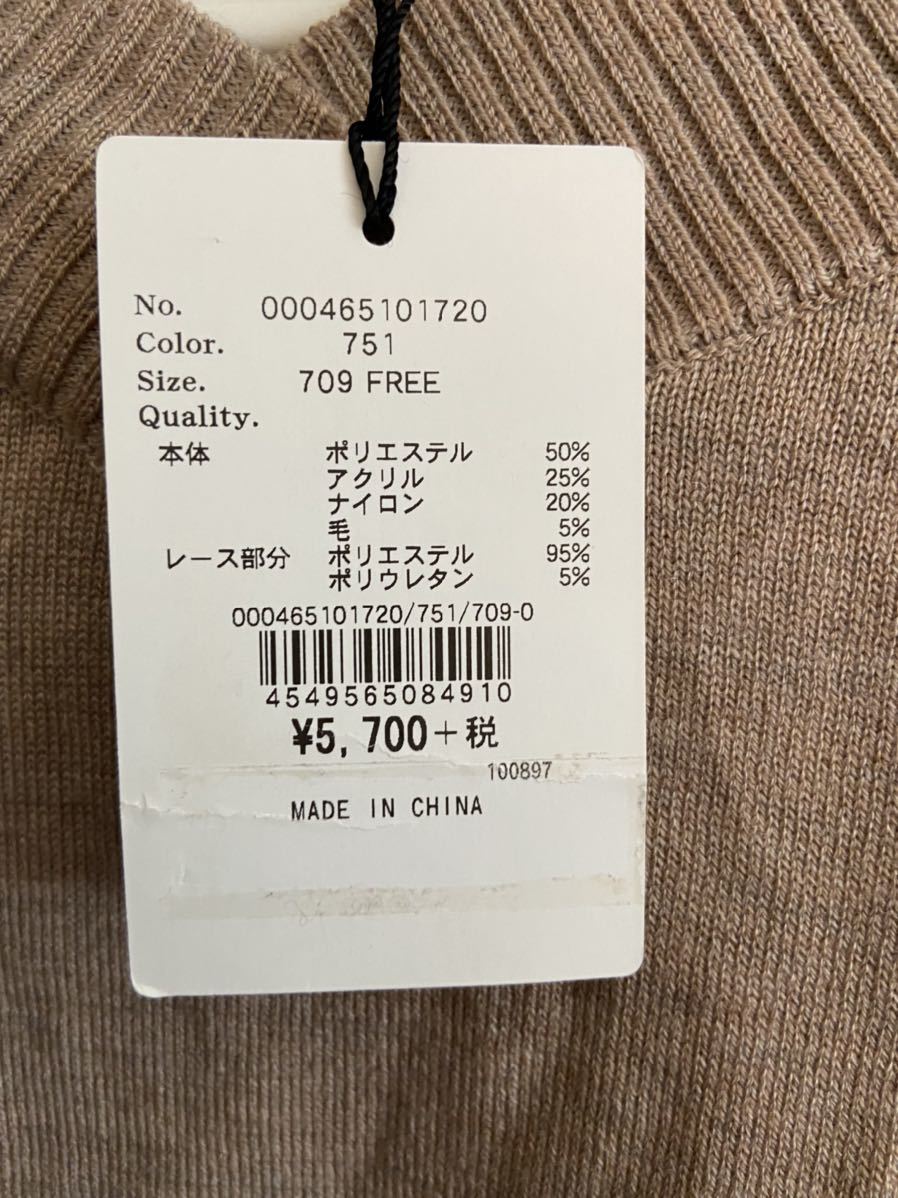 No. 000465101720
Color. 751
Size. 709 FREE
Quality.
本体 ポリエステル 50%
アクリル 25%
ナイロン 20%
毛 5%
レース部分 ポリエステル 95%
ポリウレタン 5%
000465101720/751/709-0
4549565084910
¥5,700+税
100897
MADE IN CHINA